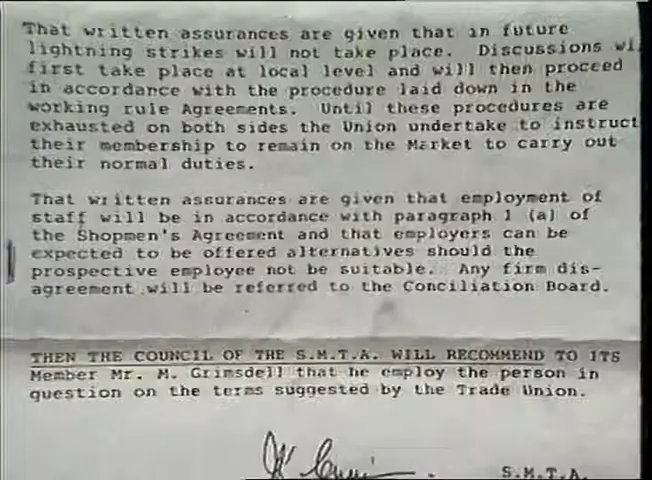 That written assurances are given that in future
lightning strikes will not take place. Discussions wi
first take place at local level and will then proceed
in accordance with the procedure laid down in the
working rule Agreements. Until these procedures are
exhausted on both sides the Union undertake to instruct
their membership to remain on the Market to carry out
their normal duties.
That written assurances are given that employment of
staff will be in accordance with paragraph 1 (a) of
the Shopmen's Agreement and that employers can be
expected to be offered alternatives should the
prospective employee not be suitable. Any firm dis-
agreement will be referred to the Conciliation Board.
THEN THE COUNCIL OF THE S.M.T.A. WILL RECOMMEND TO ITS
Member Mr. M. Grimsdell that he employ the person in
question on the terms suggested by the Trade Union.
S.M.T.A.